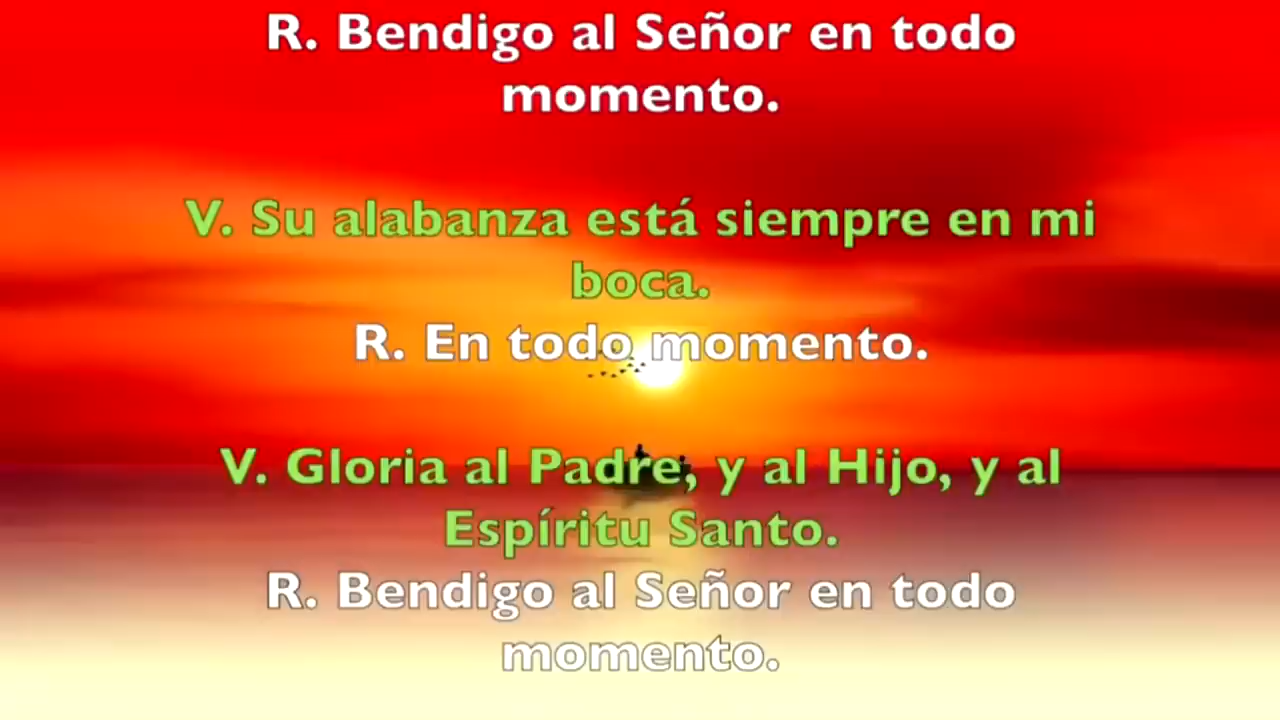 R. Bendigo al Señor en todo
momento.
V. Su alabanza está siempre en mi
boca.
R. En todo momento.
V. Gloria al Padre, y al Hijo, y al
Espíritu Santo.
R. Bendigo al Señor en todo
momento.